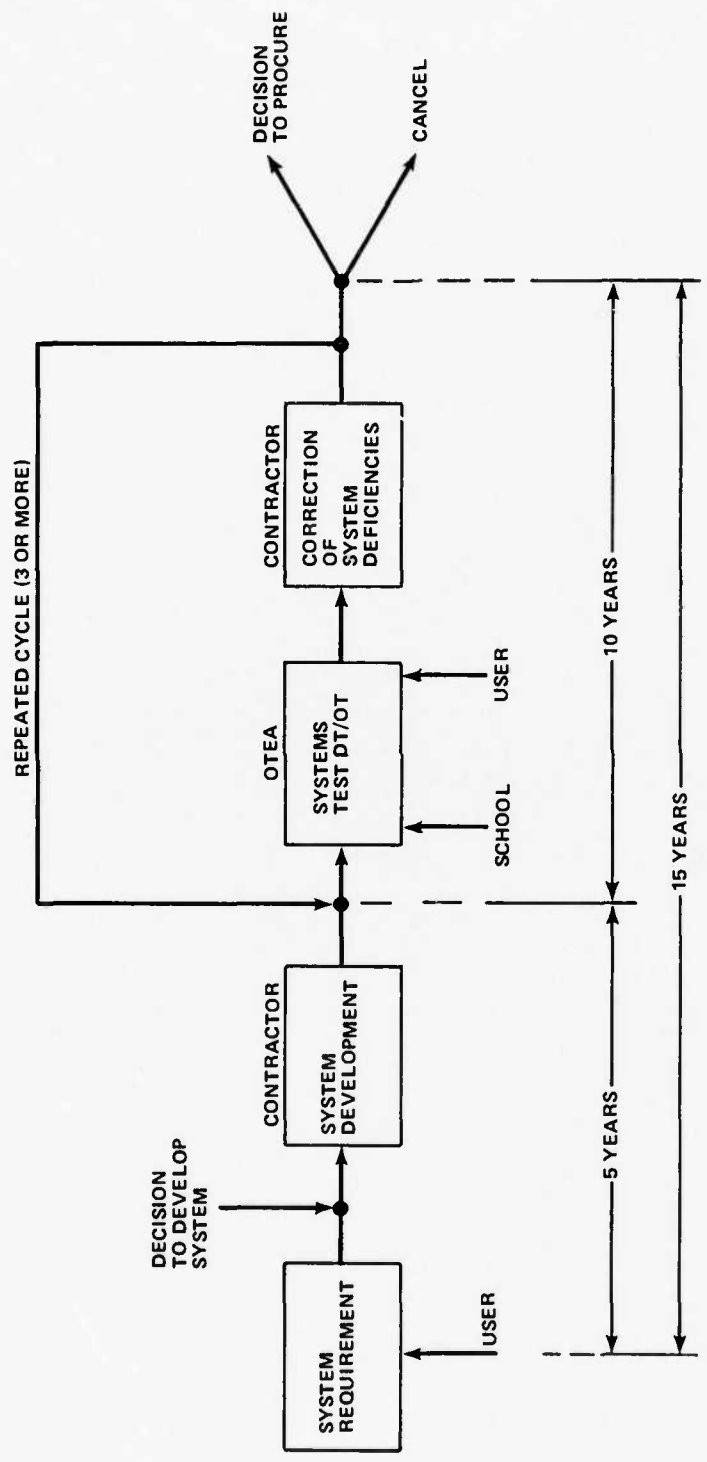 REPEATED CYCLE (3 OR MORE)
DECISION
TO DEVELOP
SYSTEM
SYSTEM
REQUIREMENT
USER
CONTRACTOR
SYSTEM
DEVELOPMENT
OTEA
SYSTEMS
TEST DT/OT
SCHOOL
USER
CONTRACTOR
CORRECTION
OF
SYSTEM
DEFICIENCIES
DECISION
TO PROCURE
CANCEL
5 YEARS
10 YEARS
15 YEARS